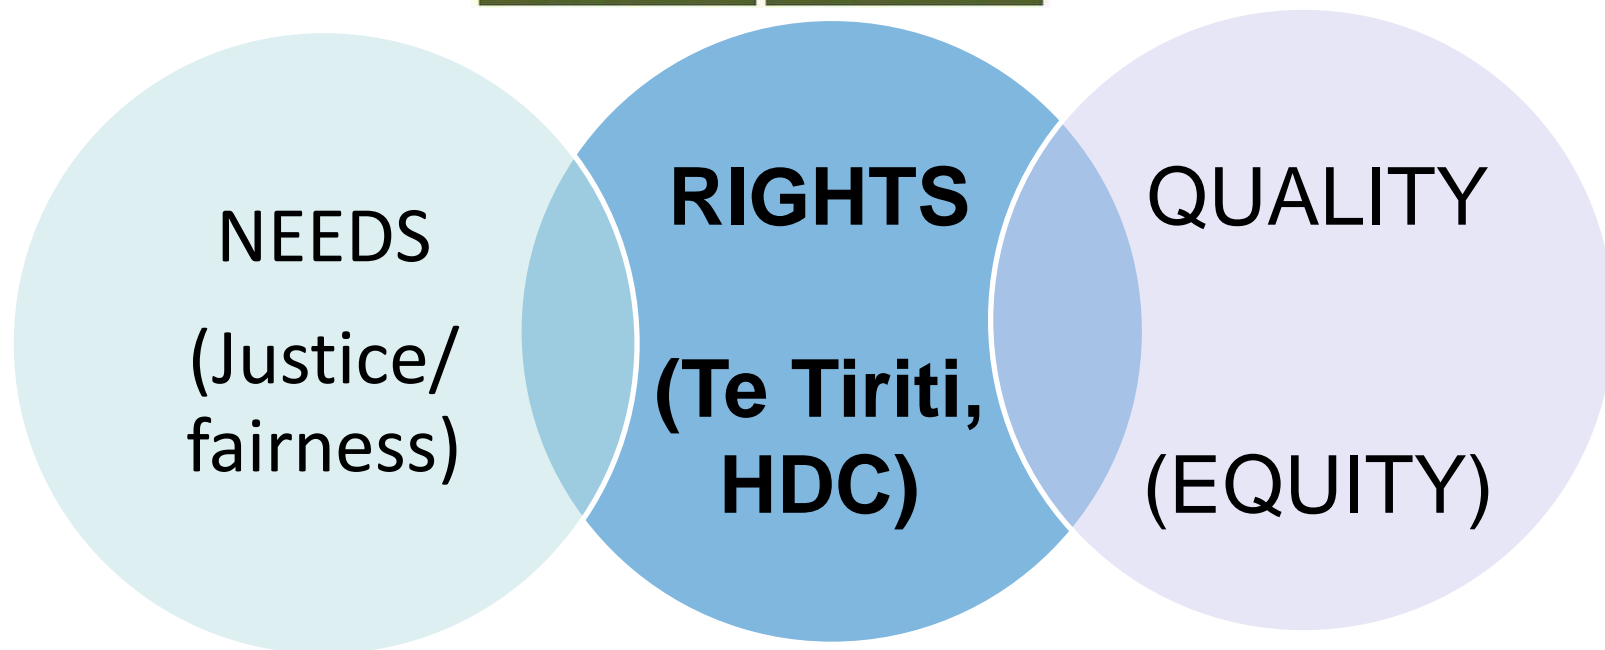 NEEDS
(Justice/
fairness)
RIGHTS
(Te Tiriti,
HDC)
QUALITY
(EQUITY)